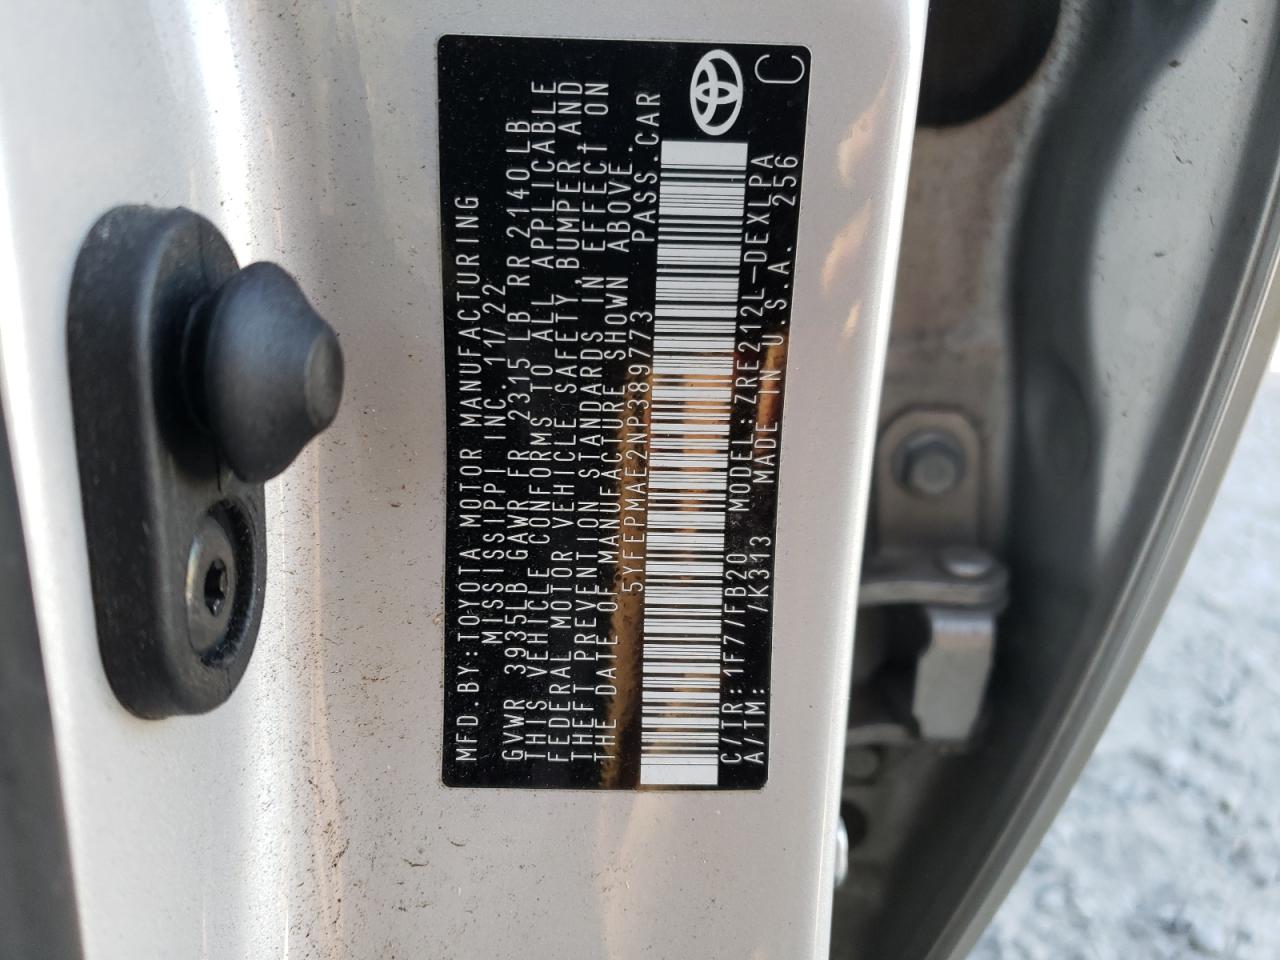 MFD.BY:TOYOTA MOTOR MANUFACTURING
MISSISSIPPI INC. 11/22
GVWR 3935LB GAWR FR 2315 LB RR 2140LB
THIS VEHICLE CONFORMS TO ALL APPLICABLE
FEDERAL MOTOR VEHICLE SAFETY, BUMPER, AND
THEFT PREVENTION STANDARDS IN EFFECT ON
THE DATE OF MANUFACTURE SHOWN ABOVE.
5YFEPMAE2NP389773 PASS.CAR
C/TR:1F7/FB20 MODEL:ZRE212L-DEXLPA
A/TM: /K313 MADE IN U.S.A. 256
C